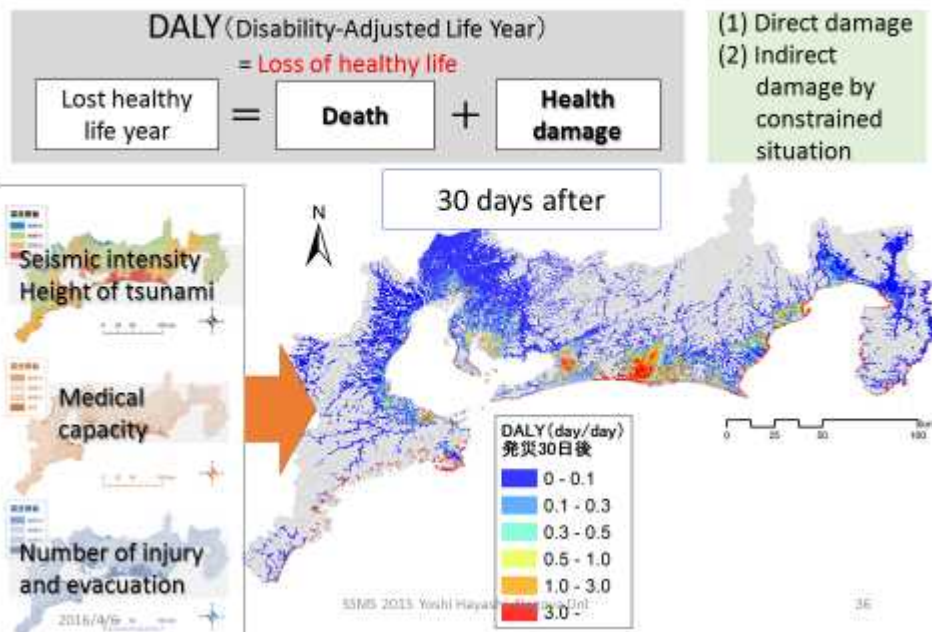 DALY (Disability-Adjusted Life Year)
= Loss of healthy life
Lost healthy
life year
=
Death
+
Health
damage
(1) Direct damage
(2) Indirect
damage by
constrained
situation
30 days after
N
Seismic intensity
Height of tsunami
Medical
capacity
Number of injury
and evacuation
DALY(day/day)
発災30日後
0 - 0.1
0.1 - 0.3
0.3 - 0.5
0.5 - 1.0
1.0 - 3.0
3.0 -
0 25 50 100
2016/4/6
SSMS 2015 Yoshi Hayashi
36